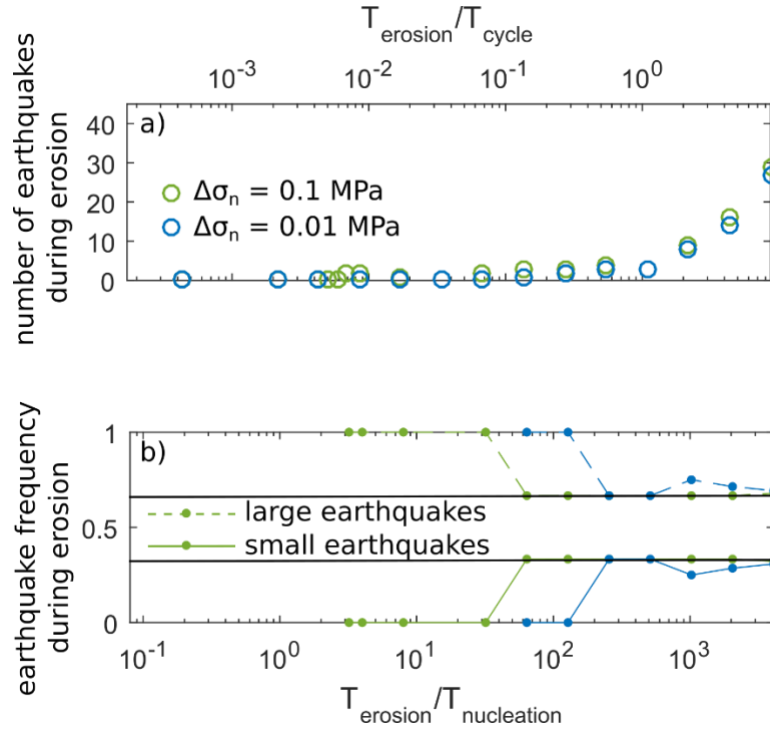 T_erosion/T_cycle
10^-3 10^-2 10^-1 10^0
number of earthquakes
during erosion
a)
40
30
20
10
0
Δσ_n = 0.1 MPa
Δσ_n = 0.01 MPa
earthquake frequency
during erosion
b)
1
0.5
0
large earthquakes
small earthquakes
10^-1 10^0 10^1 10^2 10^3
T_erosion/T_nucleation